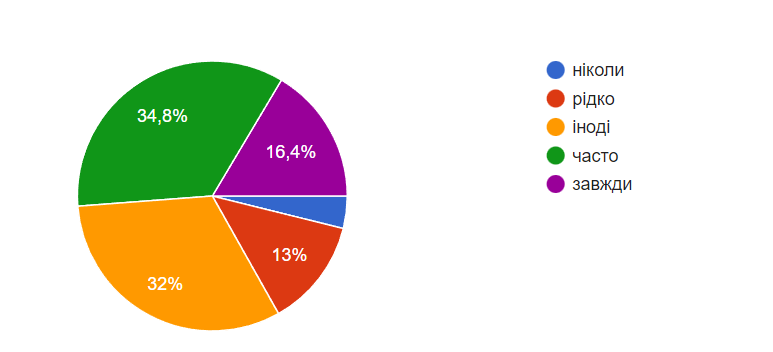 34,8%
16,4%
13%
32%
ніколи
рідко
іноді
часто
завжди